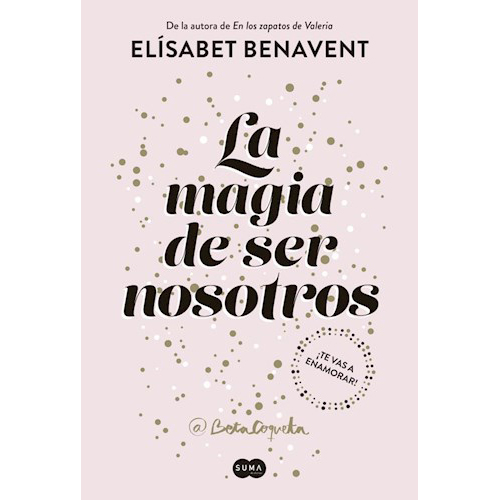 De la autora de En los zapatos de Valeria
ELÍSABET BENAVENT
La
magia
de ser
nosotros
¡TE VAS A
ENAMORAR!
@BetaCoqueta
SUMA